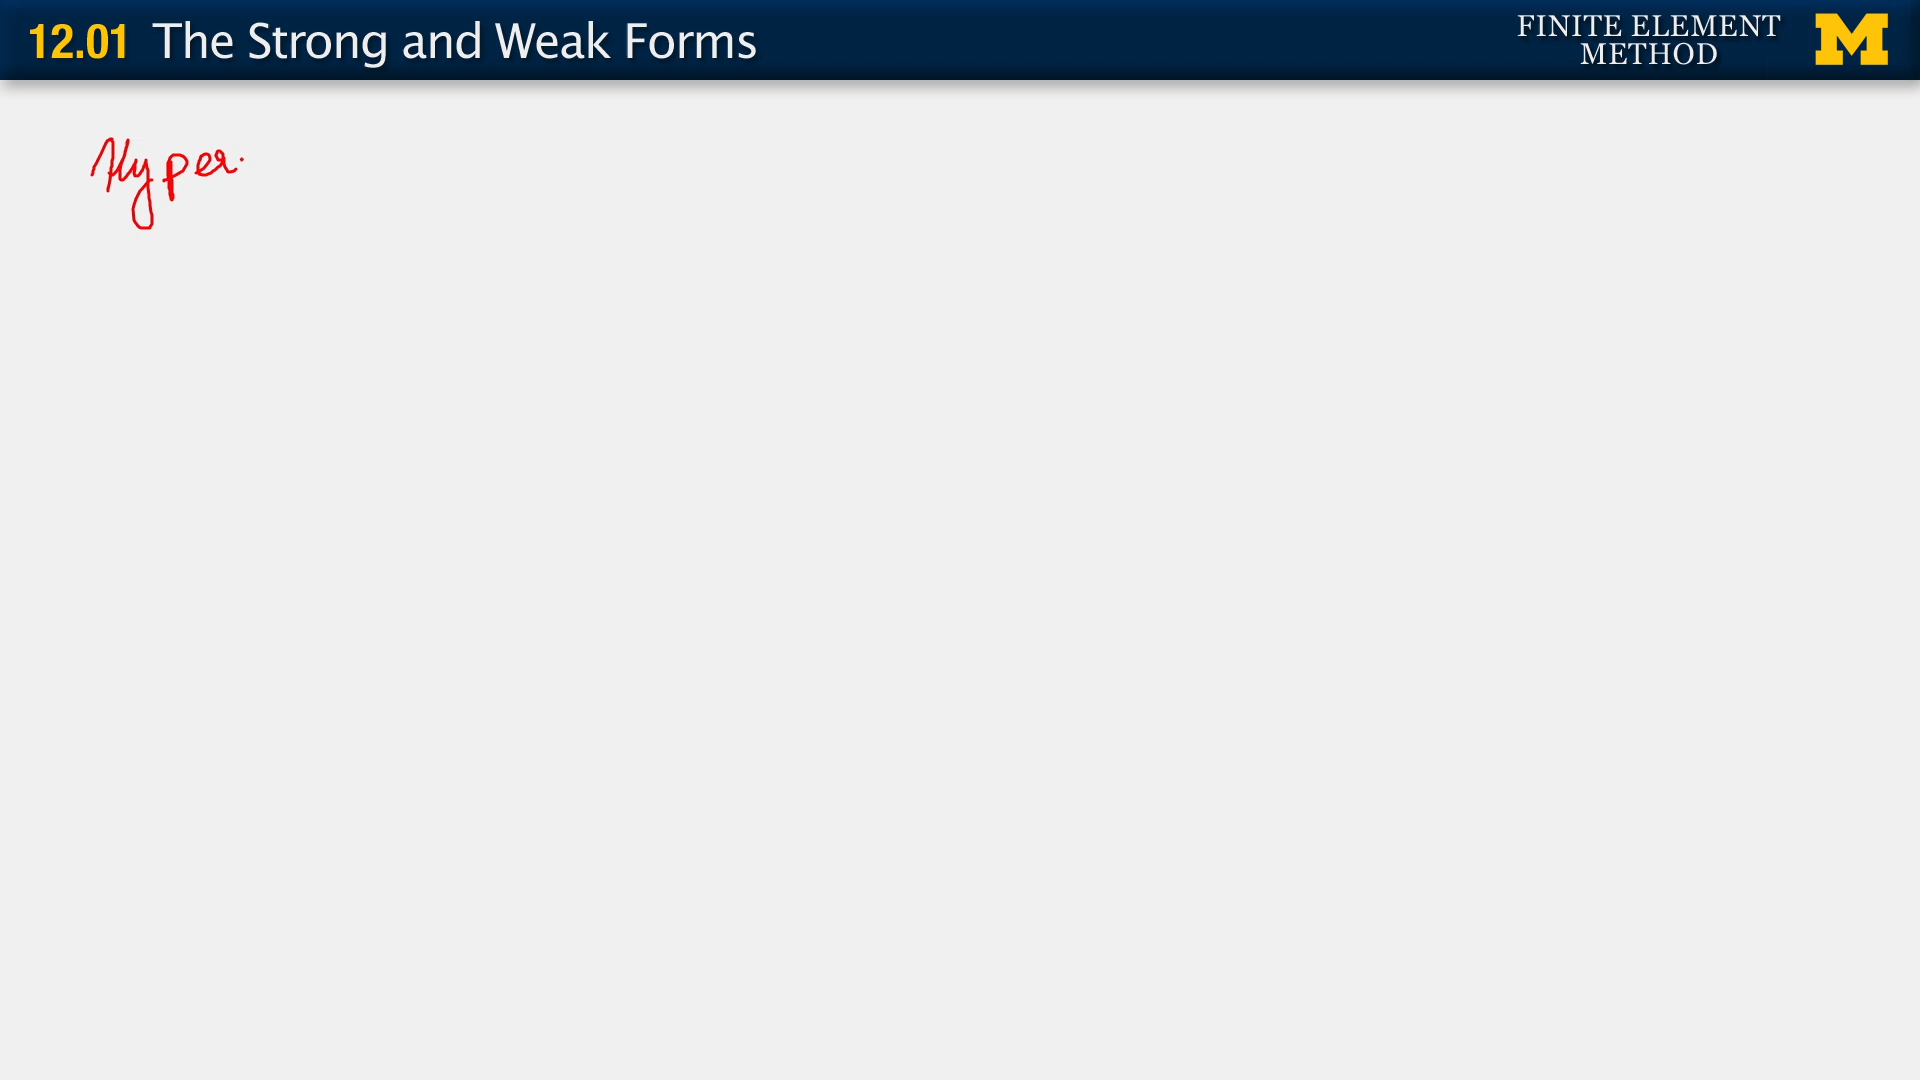 12.01 The Strong and Weak Forms
FINITE ELEMENT
METHOD
M
Hyper